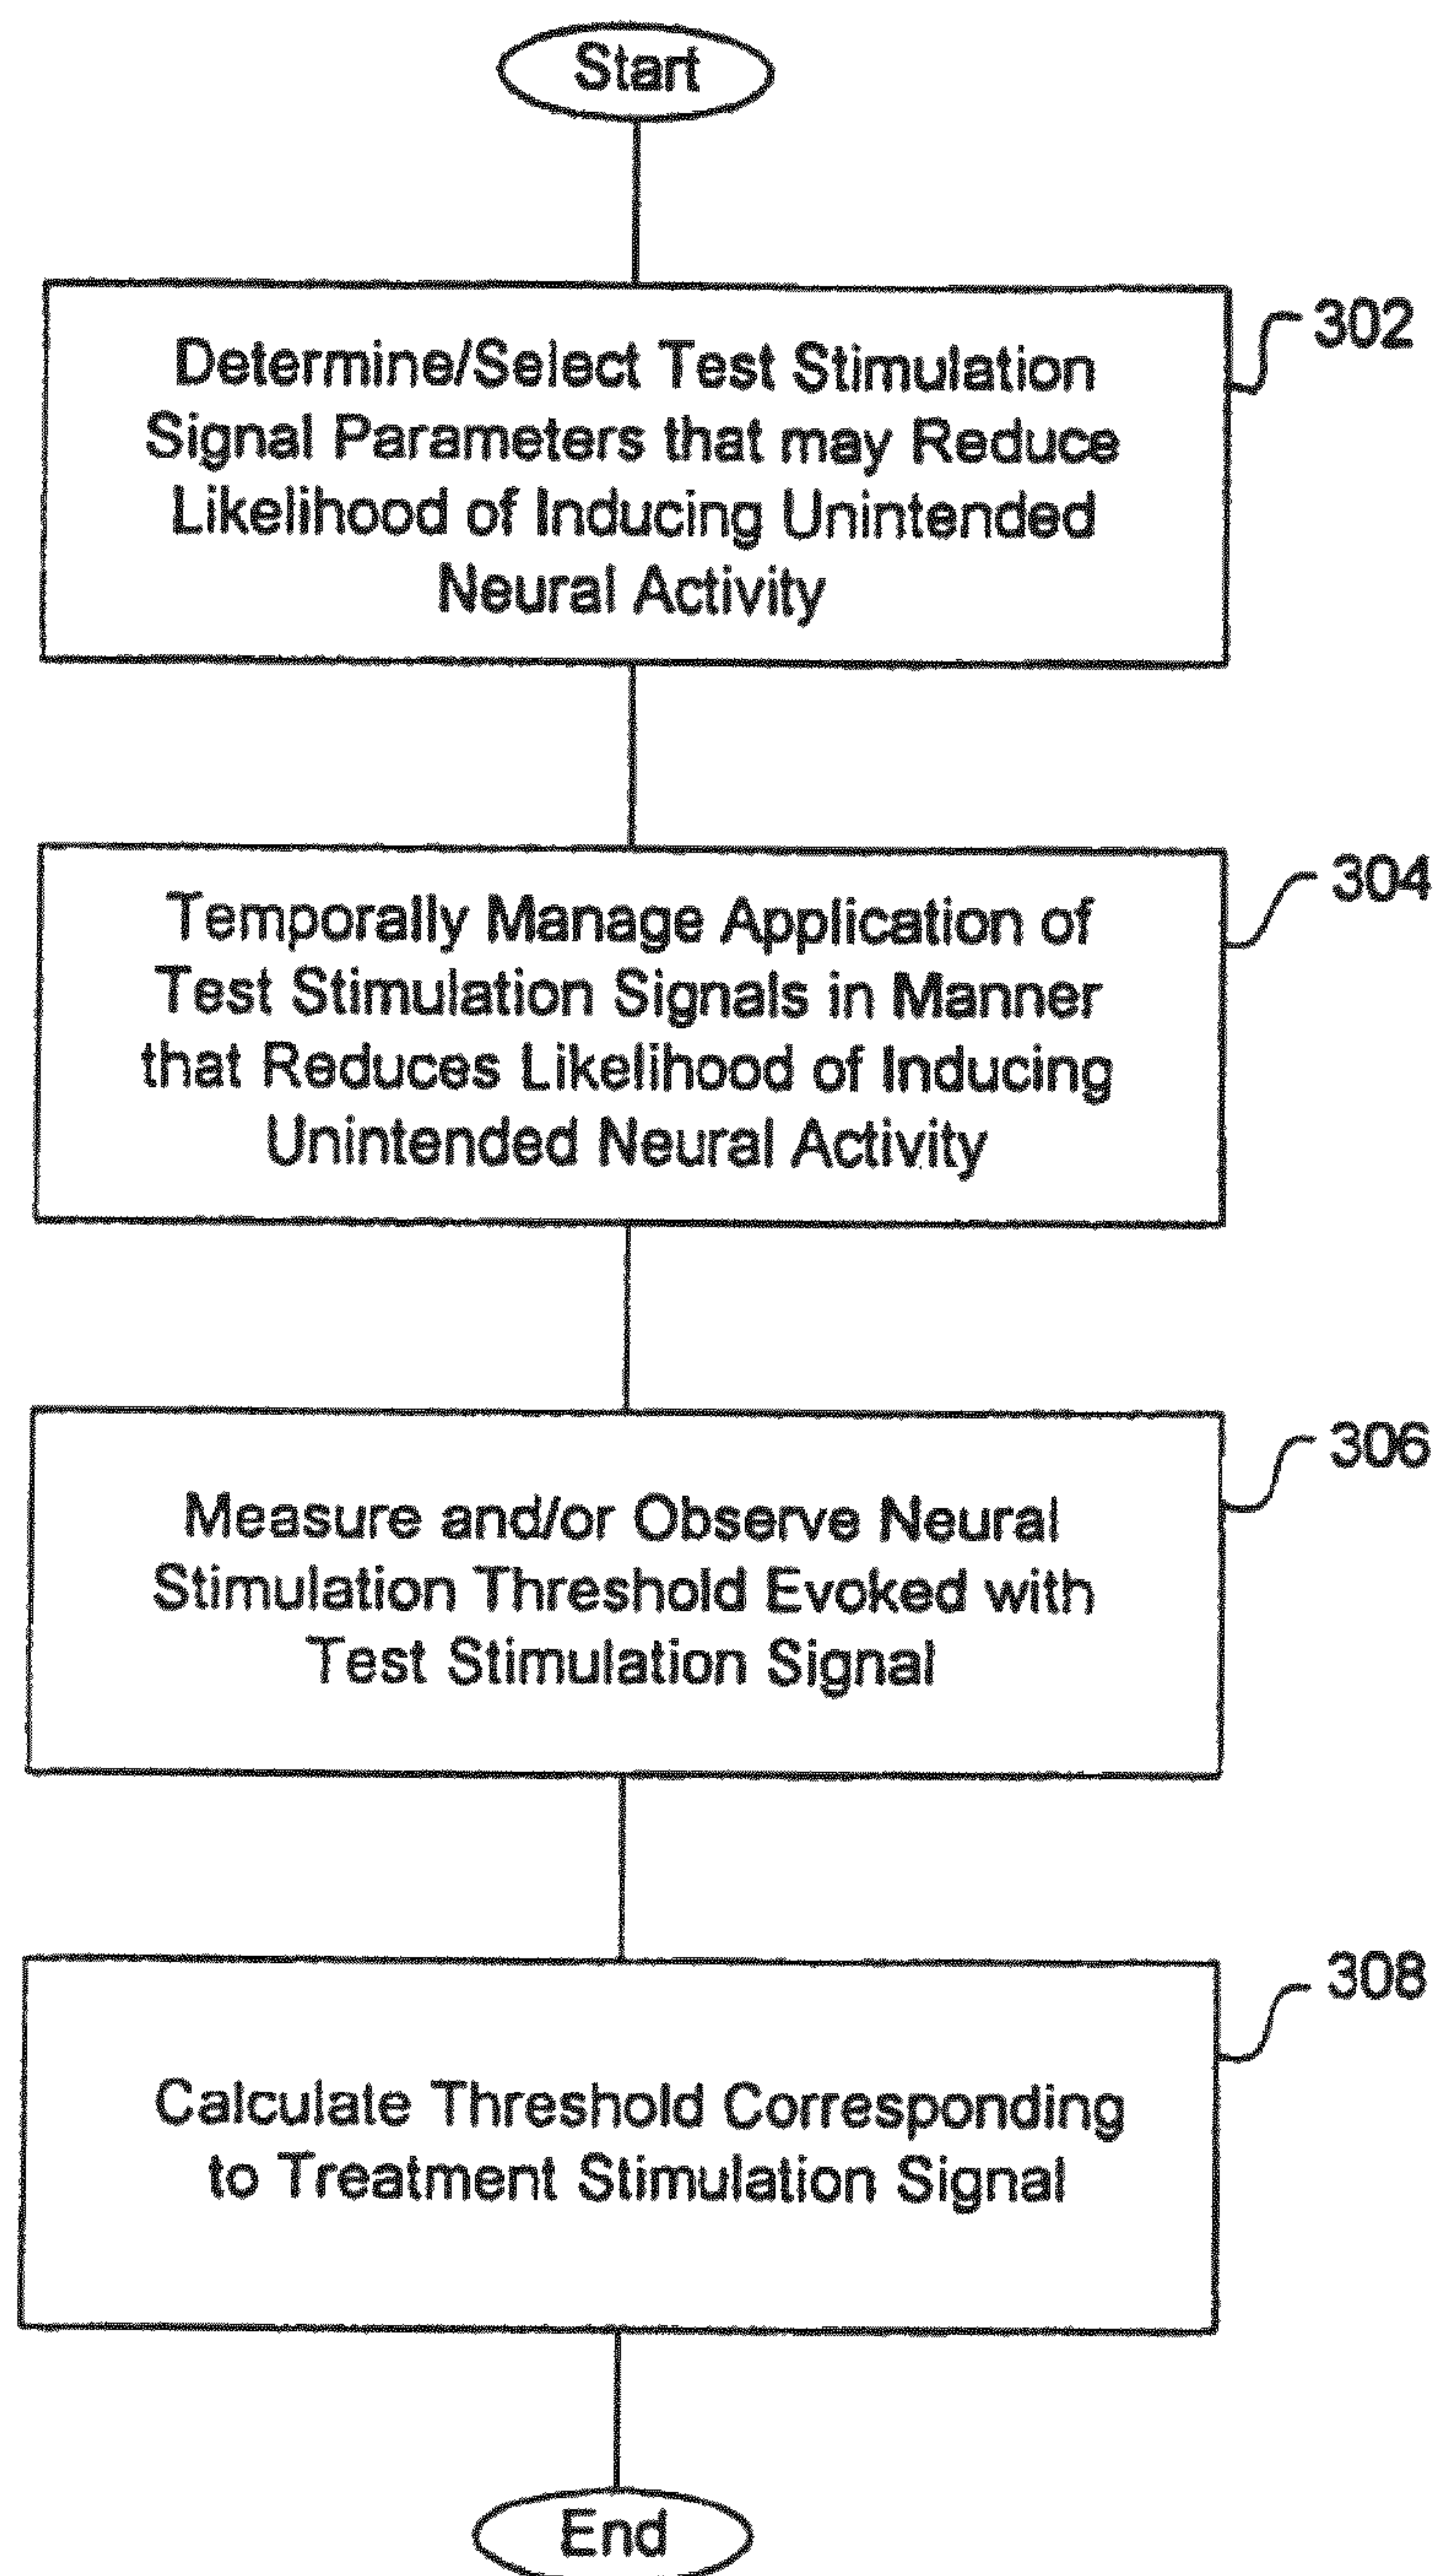 Start
302
Determine/Select Test Stimulation
Signal Parameters that may Reduce
Likelihood of Inducing Unintended
Neural Activity
304
Temporally Manage Application of
Test Stimulation Signals in Manner
that Reduces Likelihood of Inducing
Unintended Neural Activity
306
Measure and/or Observe Neural
Stimulation Threshold Evoked with
Test Stimulation Signal
308
Calculate Threshold Corresponding
to Treatment Stimulation Signal
End